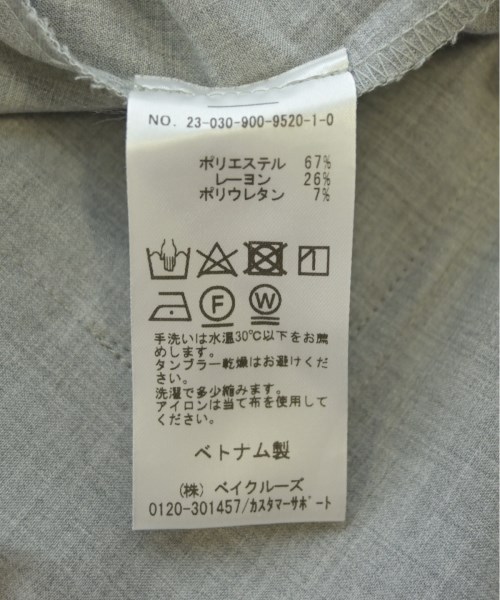 NO. 23-030-900-9520-1-0
ポリエステル 67%
レーヨン 26%
ポリウレタン 7%
F W
手洗いは水温30℃以下をお薦
めします。
タンブラー乾燥はお避けくだ
さい。
洗濯で多少縮みます。
アイロンは当て布を使用して
ください。
ベトナム製
(株) ベイクルーズ
0120-301457/カスタマーサポート